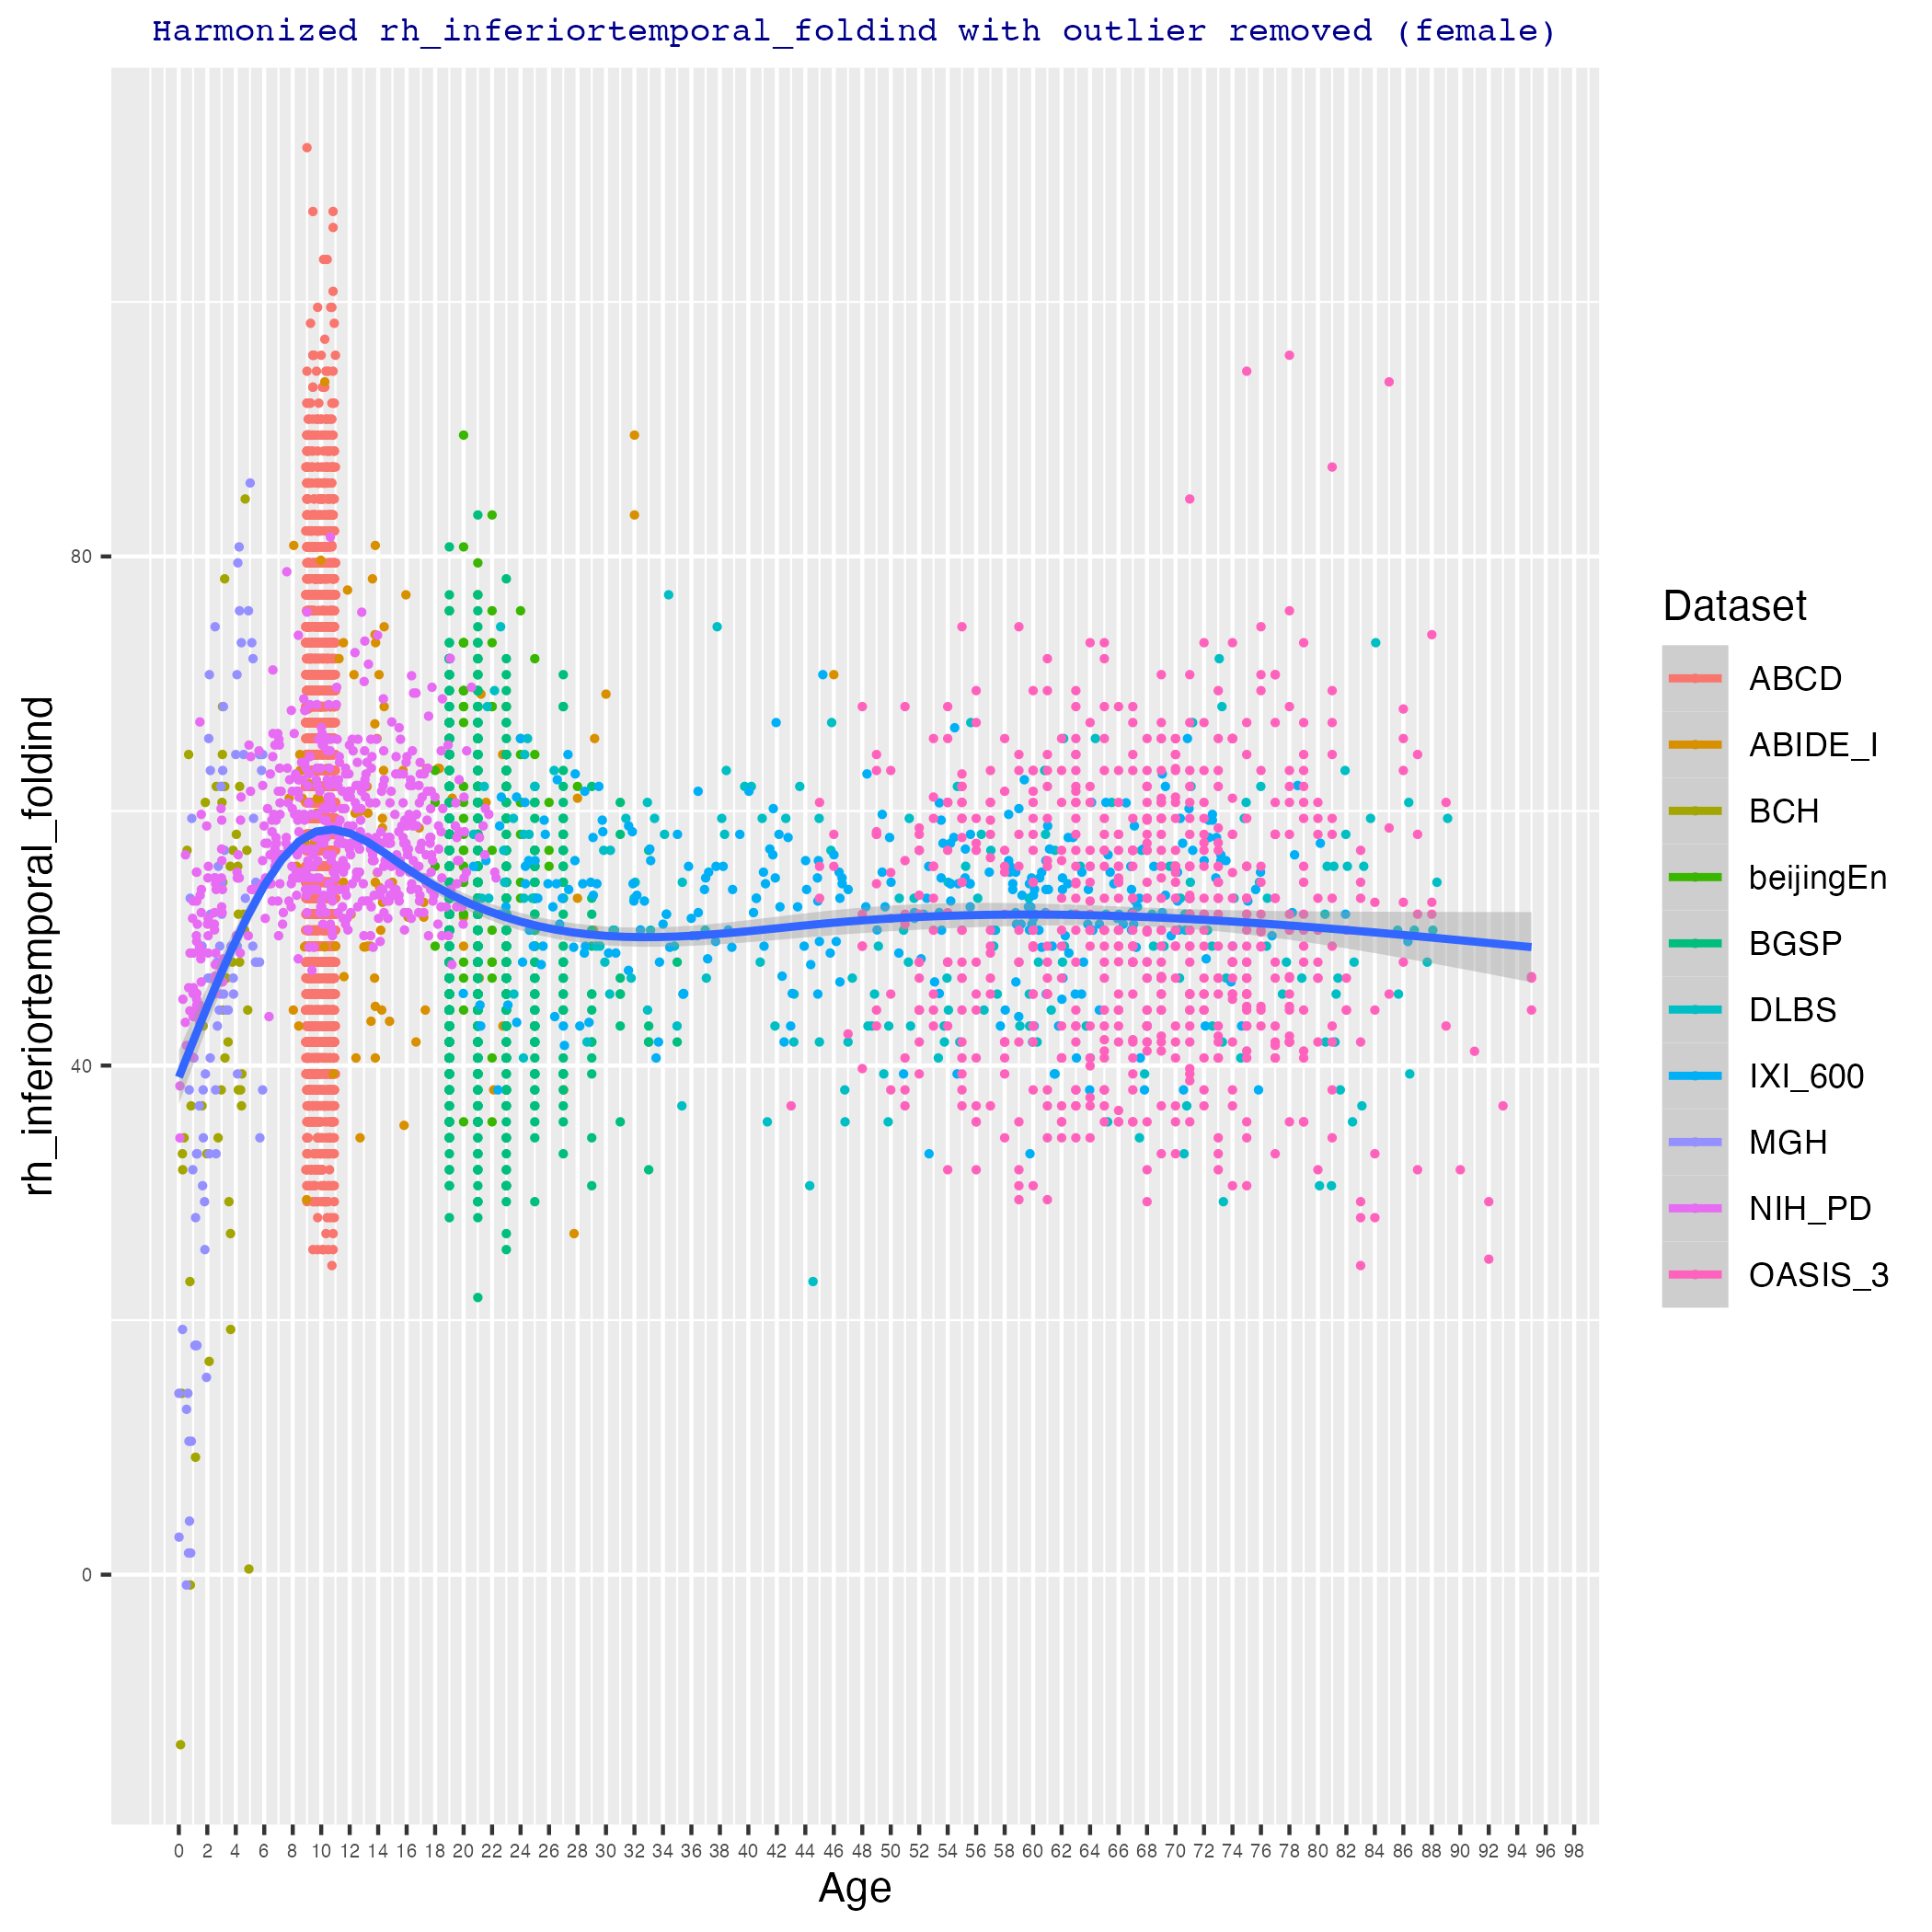 Harmonized rh_inferiortemporal_foldind with outlier removed (female)
rh_inferiortemporal_foldind
80
40
0
0 2 4 6 8 10 12 14 16 18 20 22 24 26 28 30 32 34 36 38 40 42 44 46 48 50 52 54 56 58 60 62 64 66 68 70 72 74 76 78 80 82 84 86 88 90 92 94 96 98
Age
Dataset
ABCD
ABIDE_I
BCH
beijingEn
BGSP
DLBS
IXI_600
MGH
NIH_PD
OASIS_3